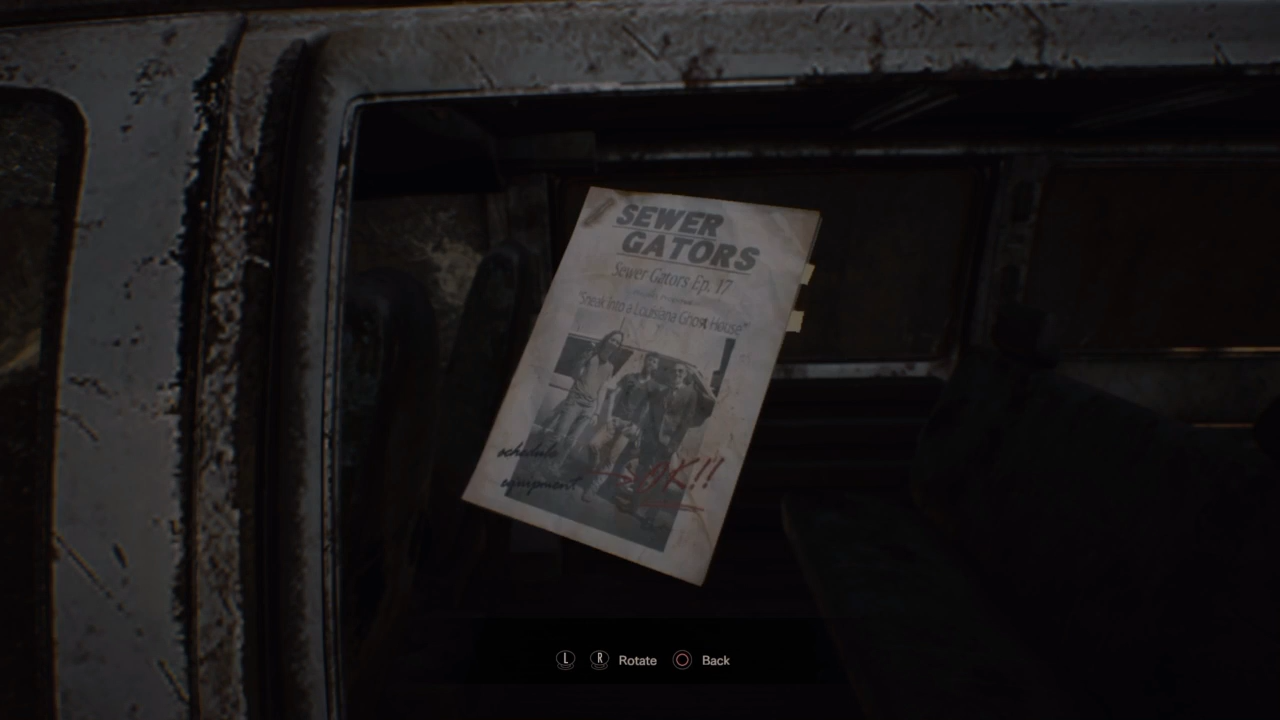 SEWER
GATORS
Sewer Gators Ep. 17
"Sneak into a Louisiana Ghost House"
schedule
equipment
OK!!
L R Rotate Back